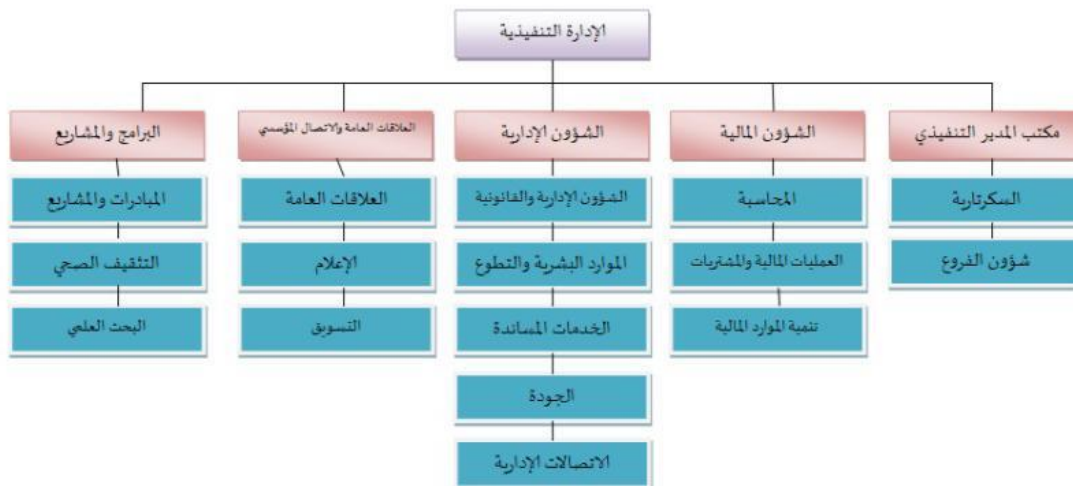 الإدارة التنفيذية
مكتب المدير التنفيذي
الشؤون المالية
الشؤون الإدارية
العلاقات العامة والاتصال المؤسسي
البرامج والمشاريع
السكرتارية
المحاسبة
الشؤون الإدارية والقانونية
العلاقات العامة
المبادرات والمشاريع
شؤون الفروع
العمليات المالية والمشتريات
الموارد البشرية والتطوع
الإعلام
التثقيف الصحي
تنمية الموارد المالية
الخدمات المساندة
التسويق
البحث العلمي
الجودة
الاتصالات الإدارية